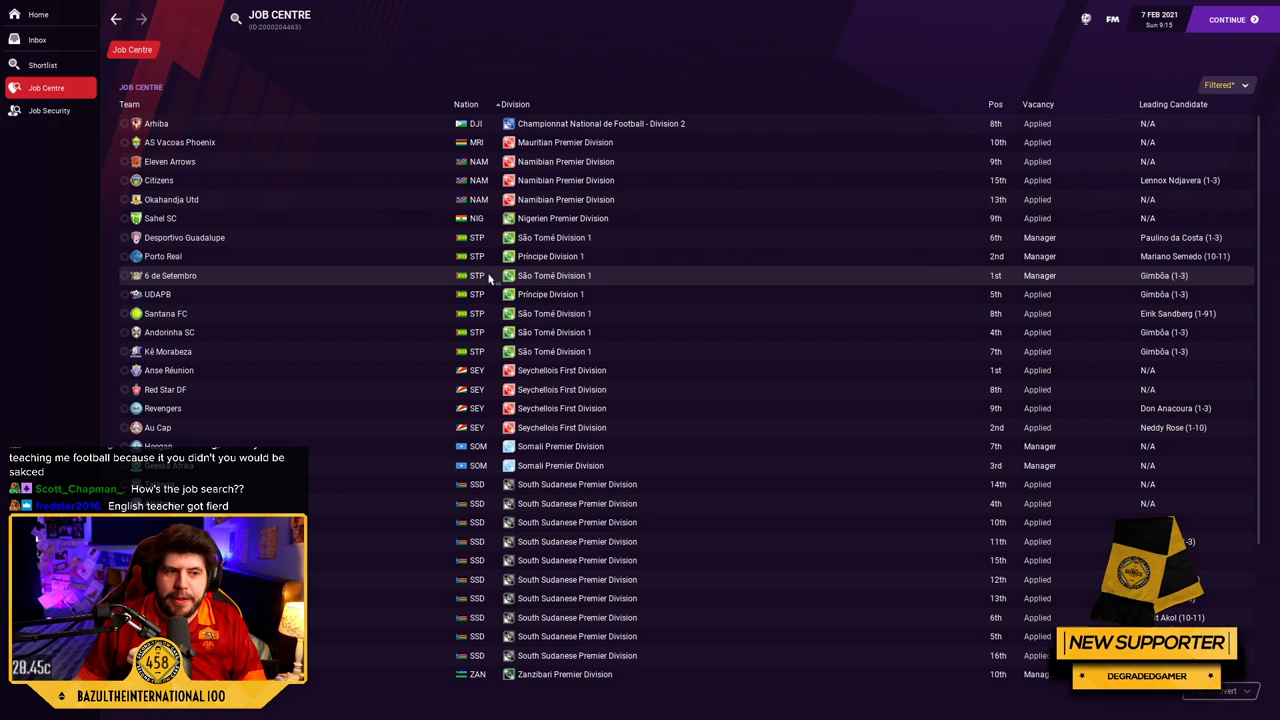 Home
Inbox
Shortlist
Job Centre
Job Security
JOB CENTRE
(ID:2000204463)
FM
7 FEB 2021
Sun 9:15
CONTINUE
Job Centre
JOB CENTRE
Filtered*
Team Nation Division Pos Vacancy Leading Candidate
Arhiba DJI Championnat National de Football - Division 2 8th Applied N/A
AS Vacoas Phoenix MRI Mauritian Premier Division 10th Applied N/A
Eleven Arrows NAM Namibian Premier Division 9th Applied N/A
Citizens NAM Namibian Premier Division 15th Applied Lennox Ndjavera (1-3)
Okahandja Utd NAM Namibian Premier Division 13th Applied N/A
Sahel SC NIG Nigerien Premier Division 9th Applied N/A
Desportivo Guadalupe STP São Tomé Division 1 6th Manager Paulino da Costa (1-3)
Porto Real STP Príncipe Division 1 2nd Manager Mariano Semedo (10-11)
6 de Setembro STP São Tomé Division 1 1st Manager Gimbôa (1-3)
UDAPB STP Príncipe Division 1 5th Applied Gimbôa (1-3)
Santana FC STP São Tomé Division 1 8th Applied Eirik Sandberg (1-91)
Andorinha SC STP São Tomé Division 1 4th Applied Gimbôa (1-3)
Kê Morabeza STP São Tomé Division 1 7th Applied Gimbôa (1-3)
Anse Réunion SEY Seychellois First Division 1st Applied N/A
Red Star DF SEY Seychellois First Division 8th Applied N/A
Revengers SEY Seychellois First Division 9th Applied Don Anacoura (1-3)
Au Cap SEY Seychellois First Division 2nd Applied Neddy Rose (1-10)
Heegan SOM Somali Premier Division 7th Manager N/A
Geeska Afrika SOM Somali Premier Division 3rd Manager N/A
SSD South Sudanese Premier Division 14th Applied N/A
SSD South Sudanese Premier Division 4th Applied N/A
SSD South Sudanese Premier Division 10th Applied
SSD South Sudanese Premier Division 11th Applied -3)
SSD South Sudanese Premier Division 15th Applied
SSD South Sudanese Premier Division 12th Applied
SSD South Sudanese Premier Division 13th Applied
SSD South Sudanese Premier Division 6th Applied Akol (10-11)
SSD South Sudanese Premier Division 5th Applied
SSD South Sudanese Premier Division 16th Applied
ZAN Zanzibari Premier Division 10th Manag
teaching me football because it you didn't you would be
sakced
Scott_Chapman_: How's the job search??
fredstar2016: English teacher got fierd
28.45c
458
BAZULTHEINTERNATIONAL 100
NEW SUPPORTER
DEGRADEDGAMER